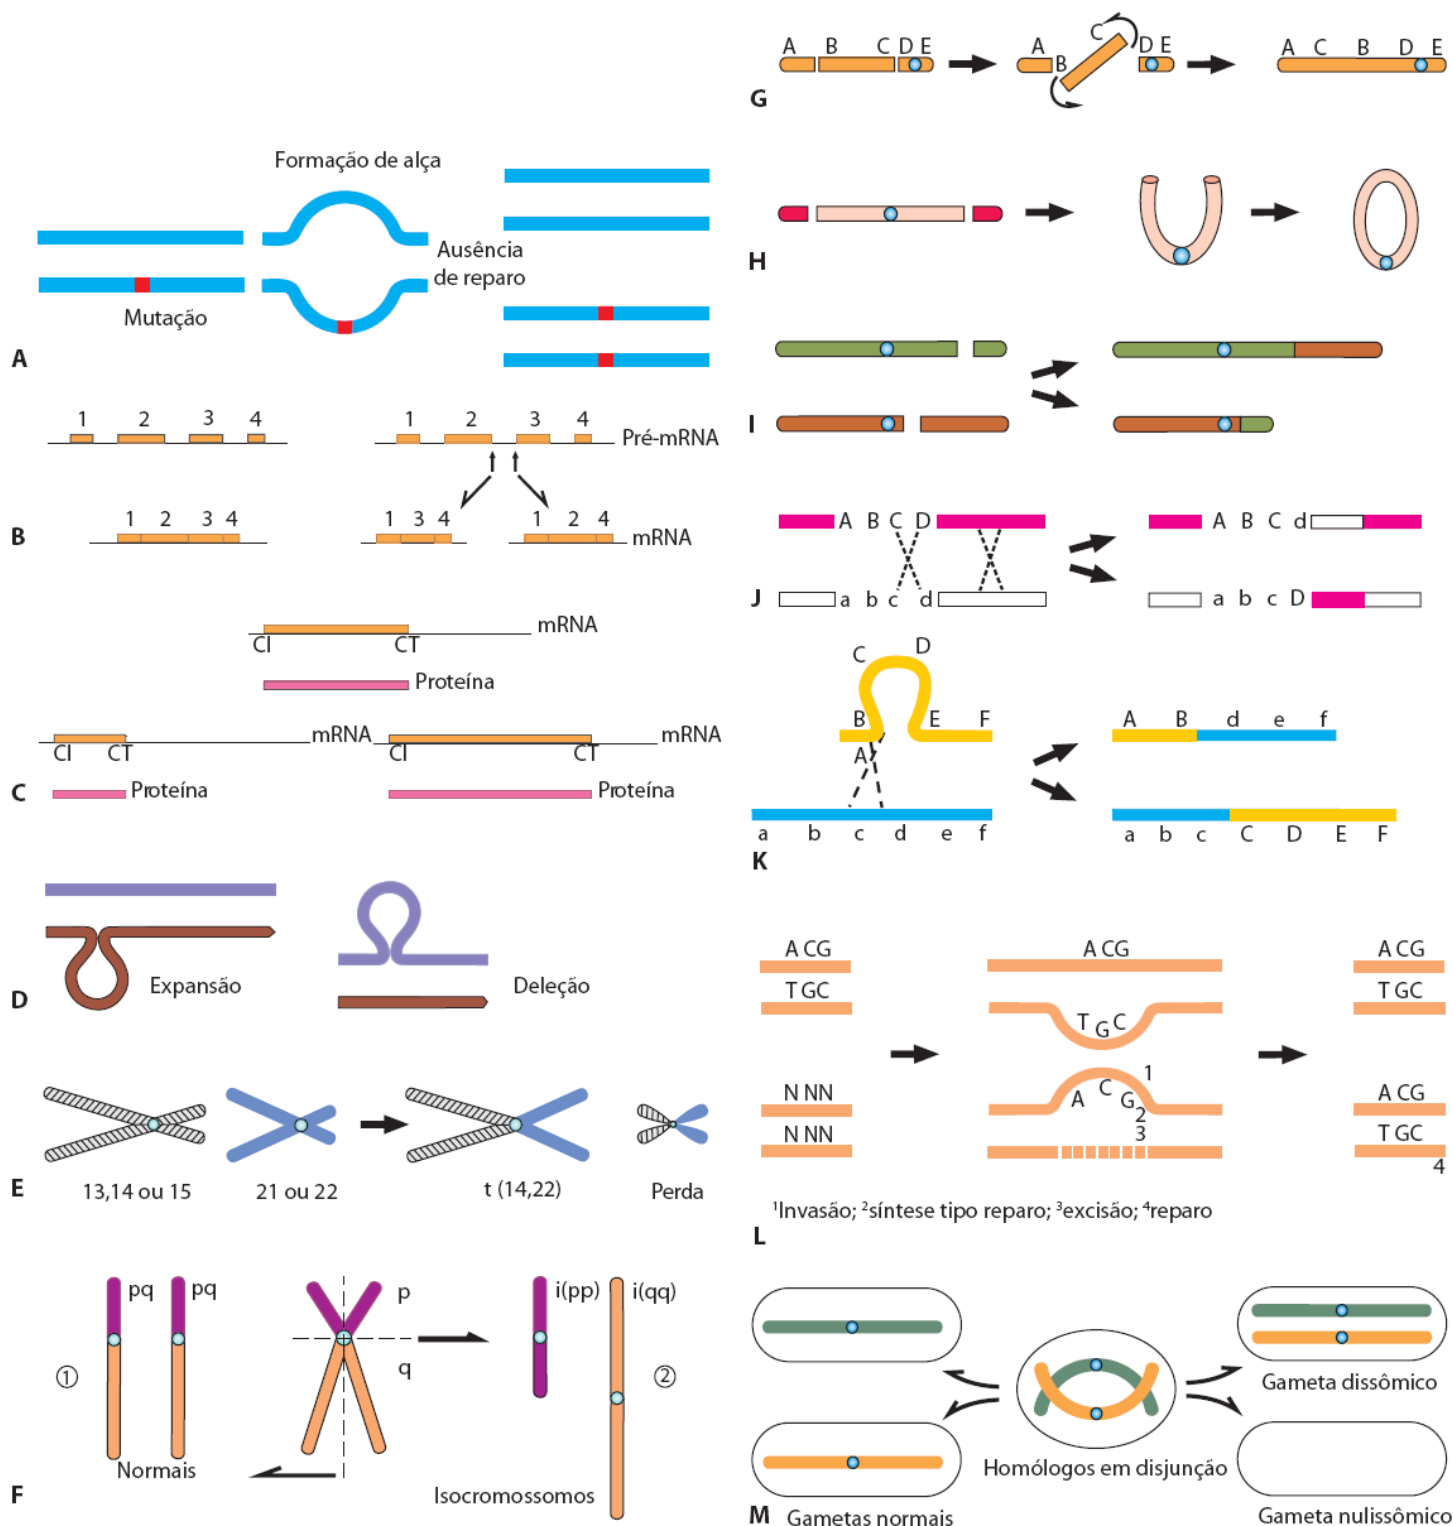 Formação de alça
Ausência
de reparo
Mutação
A
1 2 3 4
1 2 3 4
Pré-mRNA
1 2 3 4
1 3 4
1 2 4
mRNA
B
mRNA
CI CT
Proteína
mRNA
CI CT
Proteína
mRNA
CI CT
Proteína
C
Expansão
Deleção
D
13,14 ou 15
21 ou 22
t (14,22)
Perda
E
pq pq
1
Normais
p
q
i(pp)
i(qq)
2
Isocromossomos
F
A B C D E
A B C D E
A C B D E
G
H
I
A B C D
a b c d
A B C d
a b c D
J
C D
B E F
A
a b c d e f
A B d e f
a b c C D E F
K
A CG
T GC
N NN
N NN
A CG
T G C
A C G 1
2
3
A CG
T GC
A CG
T GC
4
¹Invasão; ²síntese tipo reparo; ³excisão; ⁴reparo
L
Gametas normais
Homólogos em disjunção
Gameta dissômico
Gameta nulissômico
M